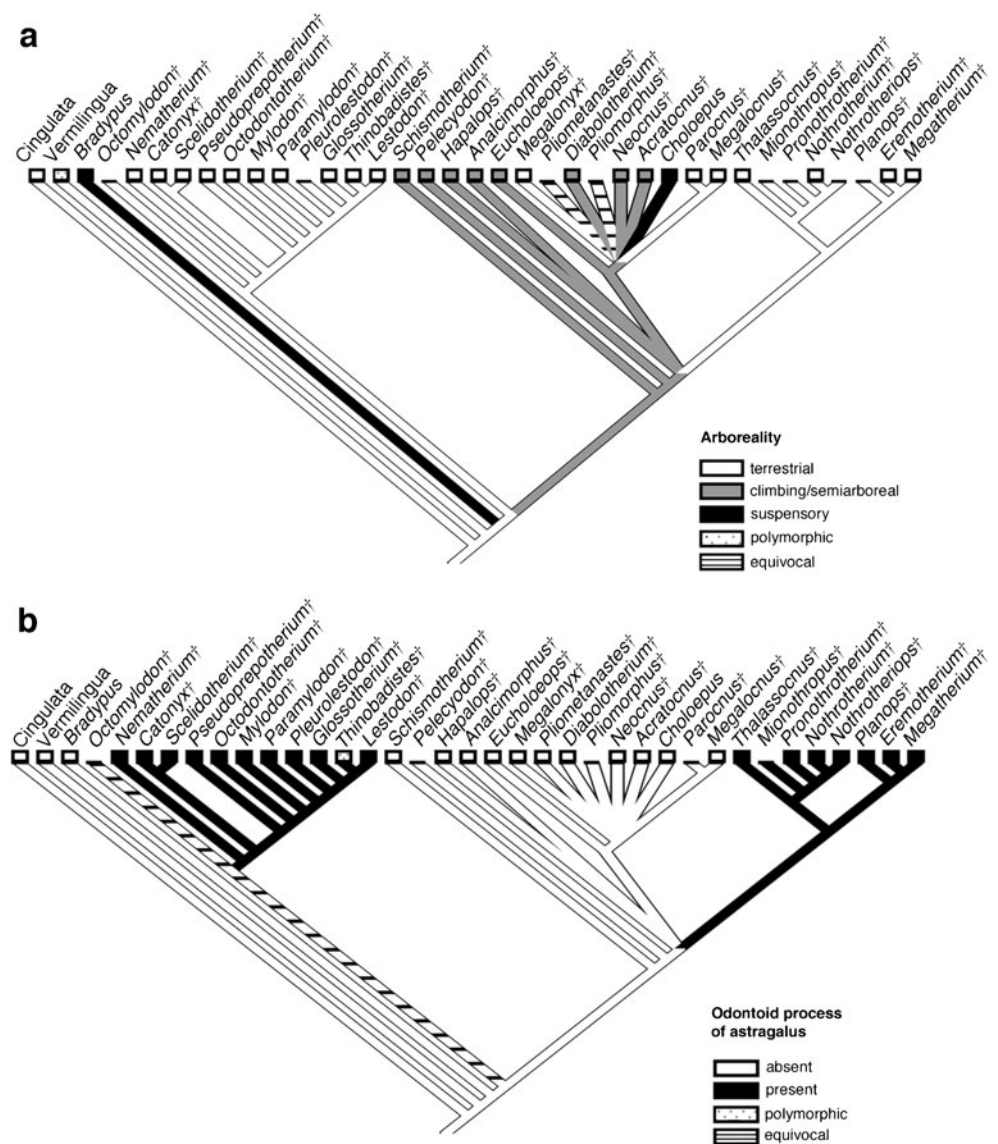 a
Cingulata
Vermilingua
Bradypus
Octomylodon†
Nematherium†
Catonyx†
Scelidotherium†
Pseudoprepotherium†
Octodontotherium†
Mylodon†
Paramylodon†
Pleurolestodon†
Glossotherium†
Thinobadistes†
Lestodon†
Schismotherium†
Pelecyodon†
Hapalops†
Analcimorphus†
Eucholoeops†
Megalonyx†
Pliometanastes†
Diabolotherium†
Pliomorphus†
Neocnus†
Acratocnus†
Choloepus
Parocnus†
Megalocnus†
Thalassocnus†
Mionothropus†
Pronothrotherium†
Nothrotherium†
Nothrotheriops†
Planops†
Eremotherium†
Megatherium†
Arboreality
terrestrial
climbing/semiarboreal
suspensory
polymorphic
equivocal
b
Cingulata
Vermilingua
Bradypus
Octomylodon†
Nematherium†
Catonyx†
Scelidotherium†
Pseudoprepotherium†
Octodontotherium†
Mylodon†
Paramylodon†
Pleurolestodon†
Glossotherium†
Thinobadistes†
Lestodon†
Schismotherium†
Pelecyodon†
Hapalops†
Analcimorphus†
Eucholoeops†
Megalonyx†
Pliometanastes†
Diabolotherium†
Pliomorphus†
Neocnus†
Acratocnus†
Choloepus
Parocnus†
Megalocnus†
Thalassocnus†
Mionothropus†
Pronothrotherium†
Nothrotherium†
Nothrotheriops†
Planops†
Eremotherium†
Megatherium†
Odontoid process
of astragalus
absent
present
polymorphic
equivocal